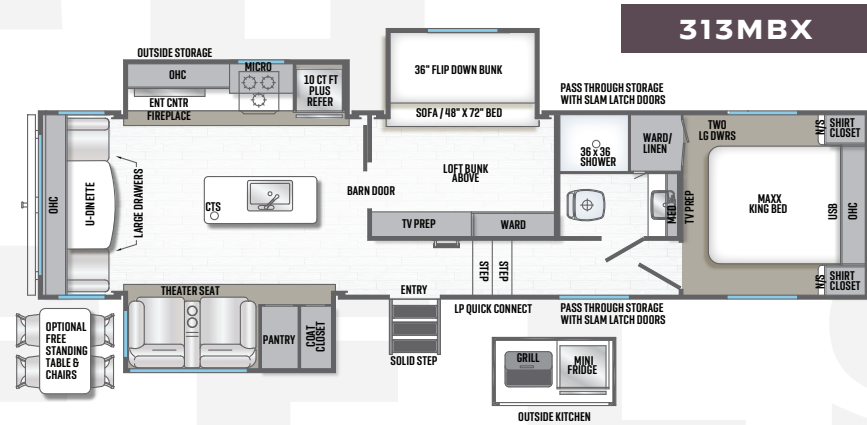 313MBX
OUTSIDE STORAGE
OHC
MICRO
10 CT FT
PLUS
REFER
ENT CNTR
FIREPLACE
36" FLIP DOWN BUNK
SOFA / 48" X 72" BED
PASS THROUGH STORAGE
WITH SLAM LATCH DOORS
36 x 36
SHOWER
WARD/
LINEN
TWO
LG DWRS
N/S
SHIRT
CLOSET
OHC
U-DINETTE
LARGE DRAWERS
CTS
BARN DOOR
LOFT BUNK
ABOVE
TV PREP
WARD
MED
TV PREP
MAXX
KING BED
USB
OHC
STEP
STEP
N/S
SHIRT
CLOSET
THEATER SEAT
PANTRY
COAT
CLOSET
ENTRY
SOLID STEP
LP QUICK CONNECT
PASS THROUGH STORAGE
WITH SLAM LATCH DOORS
OPTIONAL
FREE
STANDING
TABLE &
CHAIRS
GRILL
MINI
FRIDGE
OUTSIDE KITCHEN